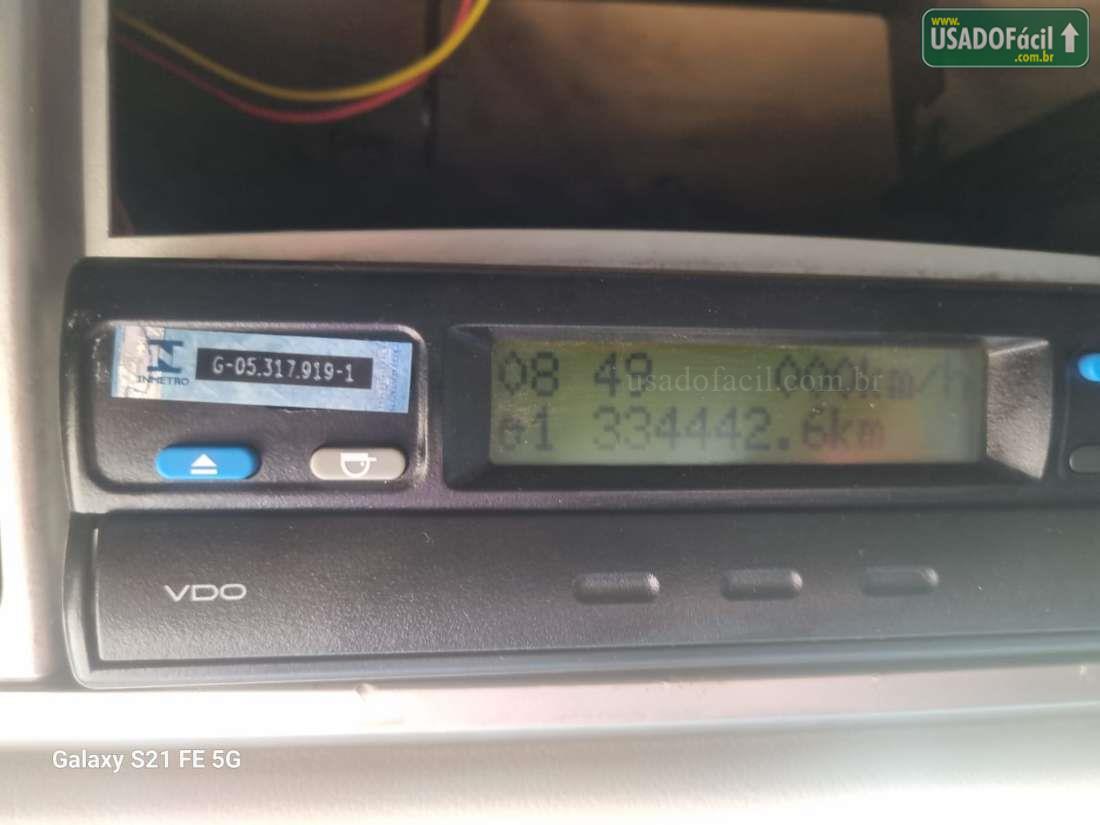 www.
USADOFácil
.com.br
INMETRO
G-05.317.919-1
08 49 000km/
usadofacil.com.br
1 334442.6km
VDO
Galaxy S21 FE 5G